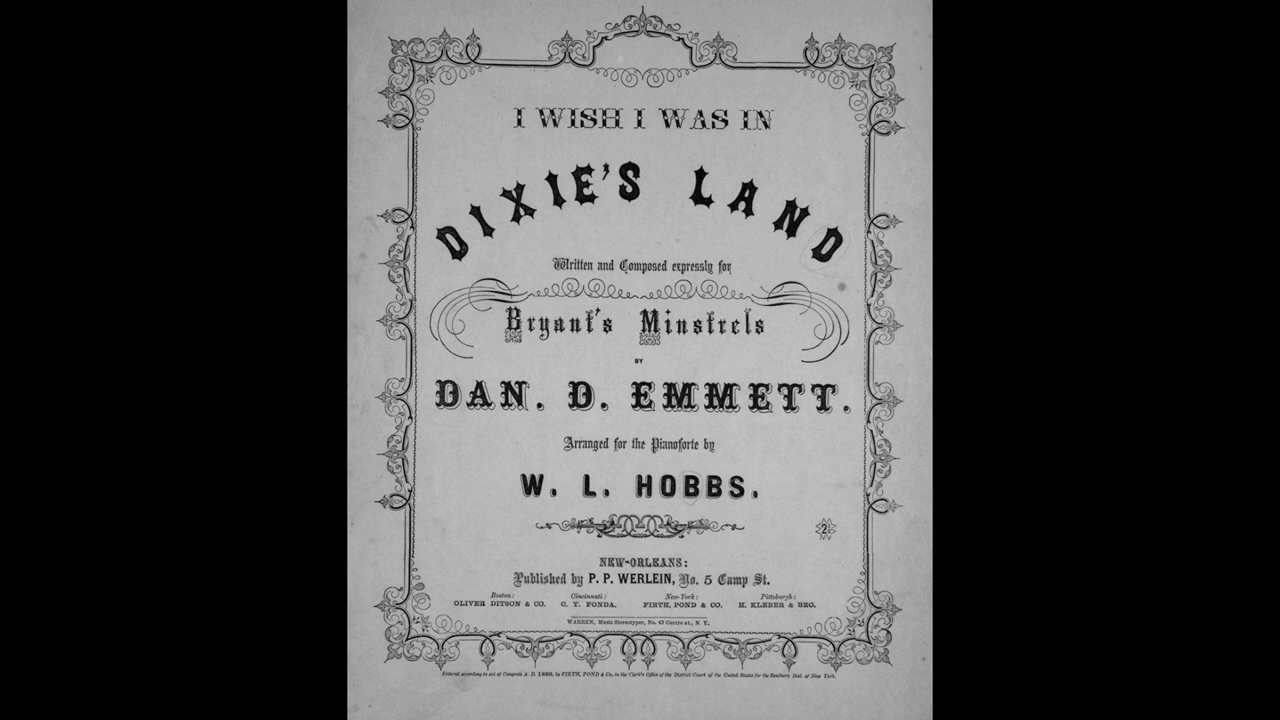 I WISH I WAS IN
DIXIE'S LAND
Written and Composed expressly for
Bryant's Minstrels
BY
DAN. D. EMMETT.
Arranged for the Pianoforte by
W. L. HOBBS.
2
NEW-ORLEANS:
Published by P. P. WERLEIN, No. 5 Camp St.
Boston: Cincinnati: New-York: Pittsburgh:
OLIVER DITSON & CO. C. Y. FONDA. FIRTH, POND & CO. H. KLEBER & BRO.
WARREN, Music Stereotyper, No. 43 Centre st., N. Y.
Entered according to act of Congress A. D. 1860, by FIRTH, POND & Co, in the Clerk's Office of the District Court of the United States for the Southern Dist. of New York.